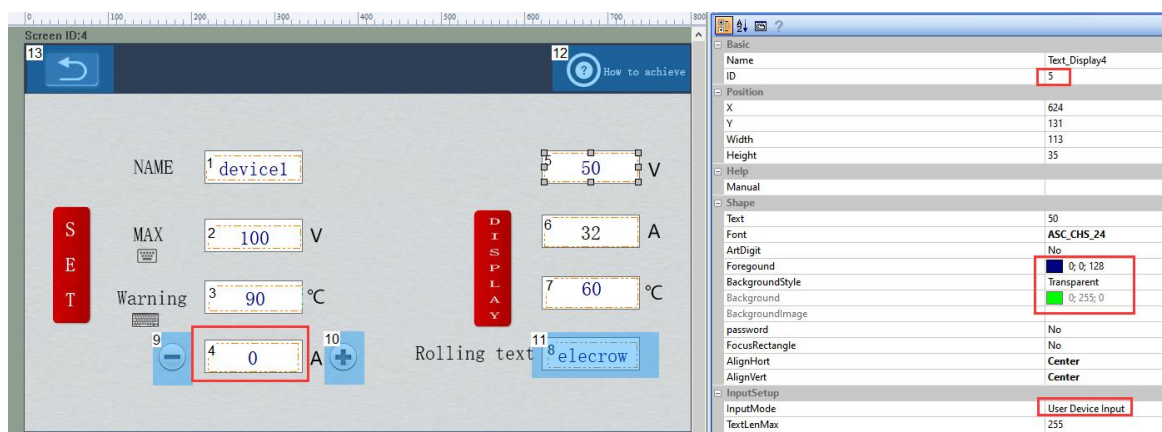 0 100 200 300 400 500 600 700 800
Screen ID:4
13
12 ? How to achieve
NAME 1 device1
5 50 V
SET
MAX 2 100 V
DISPLAY
6 32 A
Warning 3 90 ℃
7 60 ℃
9 4 0 A 10
Rolling text 11 8 elecrow
Basic
Name Text_Display4
ID 5
Position
X 624
Y 131
Width 113
Height 35
Help
Manual
Shape
Text 50
Font ASC_CHS_24
ArtDigit No
Foregound 0; 0; 128
BackgroundStyle Transparent
Background 0; 255; 0
BackgroundImage
password No
FocusRectangle No
AlignHort Center
AlignVert Center
InputSetup
InputMode User Device Input
TextLenMax 255